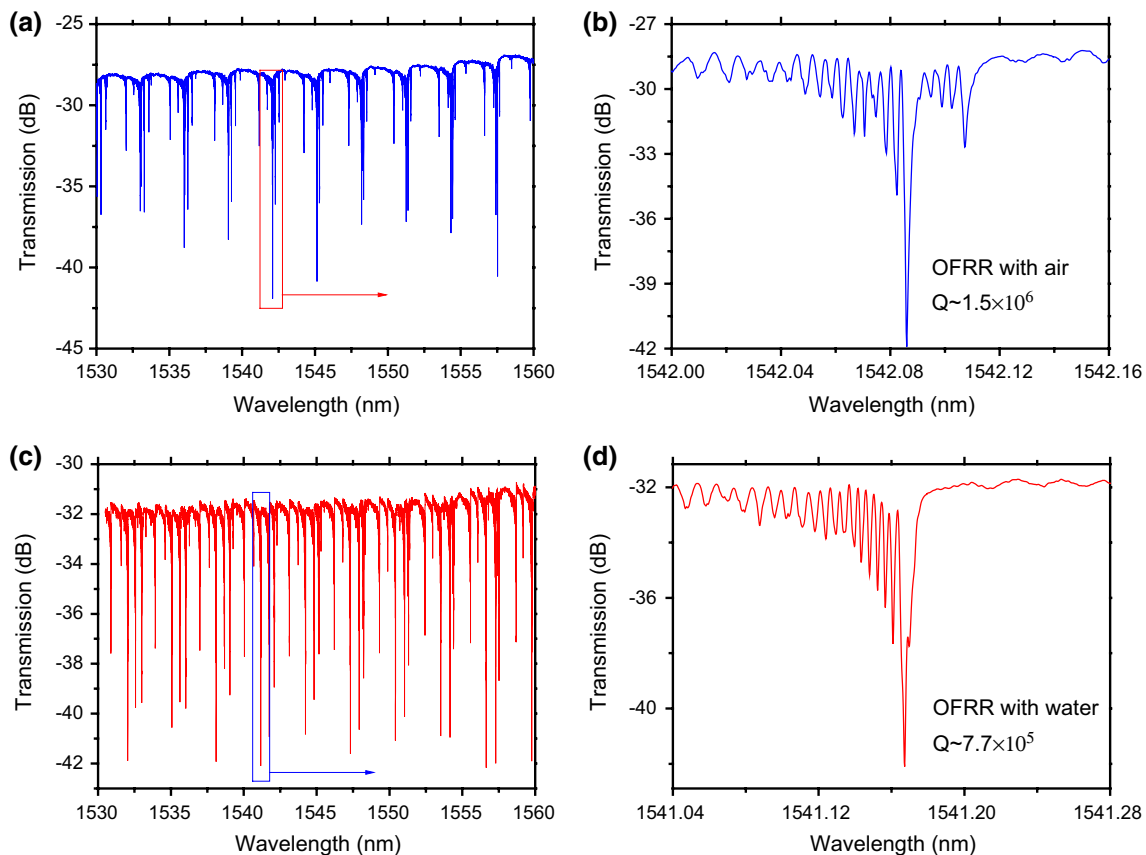 (a)
-25
-30
-35
-40
-45
Transmission (dB)
1530 1535 1540 1545 1550 1555 1560
Wavelength (nm)
(b)
-27
-30
-33
-36
-39
-42
Transmission (dB)
OFRR with air
Q~1.5×10⁶
1542.00 1542.04 1542.08 1542.12 1542.16
Wavelength (nm)
(c)
-30
-32
-34
-36
-38
-40
-42
Transmission (dB)
1530 1535 1540 1545 1550 1555 1560
Wavelength (nm)
(d)
-32
-36
-40
Transmission (dB)
OFRR with water
Q~7.7×10⁵
1541.04 1541.12 1541.20 1541.28
Wavelength (nm)